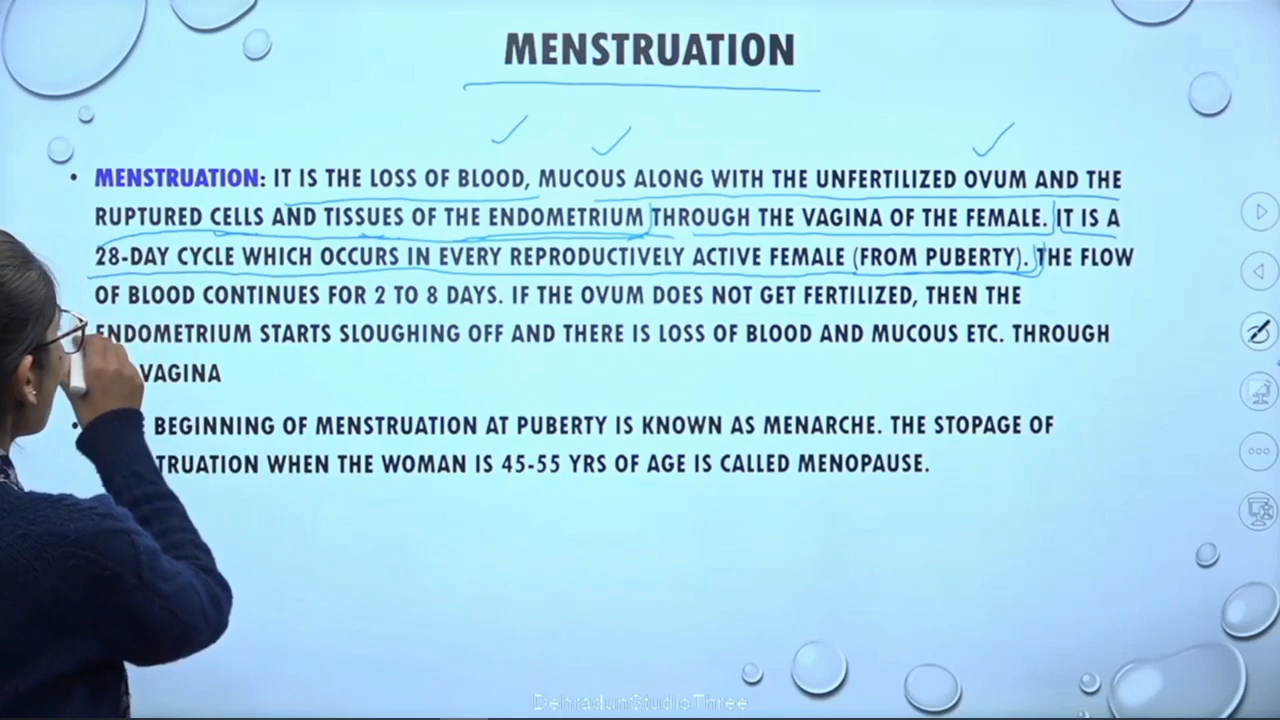 MENSTRUATION
• MENSTRUATION: IT IS THE LOSS OF BLOOD, MUCOUS ALONG WITH THE UNFERTILIZED OVUM AND THE
RUPTURED CELLS AND TISSUES OF THE ENDOMETRIUM THROUGH THE VAGINA OF THE FEMALE. IT IS A
28-DAY CYCLE WHICH OCCURS IN EVERY REPRODUCTIVELY ACTIVE FEMALE (FROM PUBERTY). THE FLOW
OF BLOOD CONTINUES FOR 2 TO 8 DAYS. IF THE OVUM DOES NOT GET FERTILIZED, THEN THE
ENDOMETRIUM STARTS SLOUGHING OFF AND THERE IS LOSS OF BLOOD AND MUCOUS ETC. THROUGH
VAGINA
• BEGINNING OF MENSTRUATION AT PUBERTY IS KNOWN AS MENARCHE. THE STOPAGE OF
TRUATION WHEN THE WOMAN IS 45-55 YRS OF AGE IS CALLED MENOPAUSE.
DehradunStudioThree